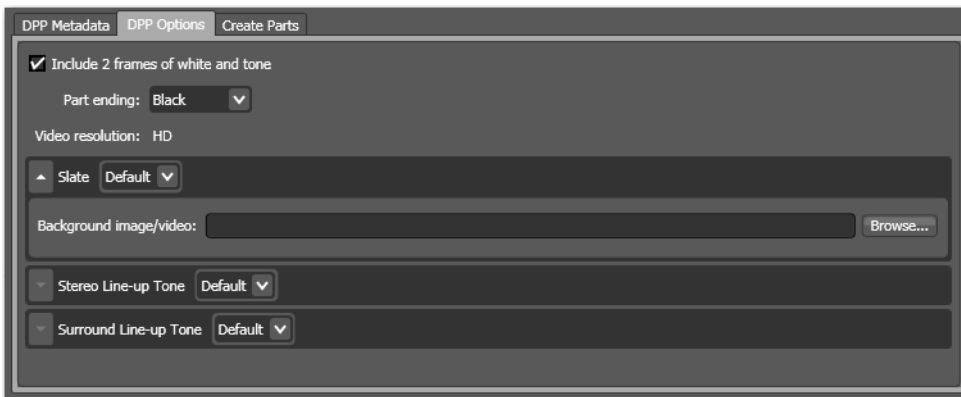 DPP Metadata DPP Options Create Parts
Include 2 frames of white and tone
Part ending: Black
Video resolution: HD
Slate Default
Background image/video: Browse...
Stereo Line-up Tone Default
Surround Line-up Tone Default